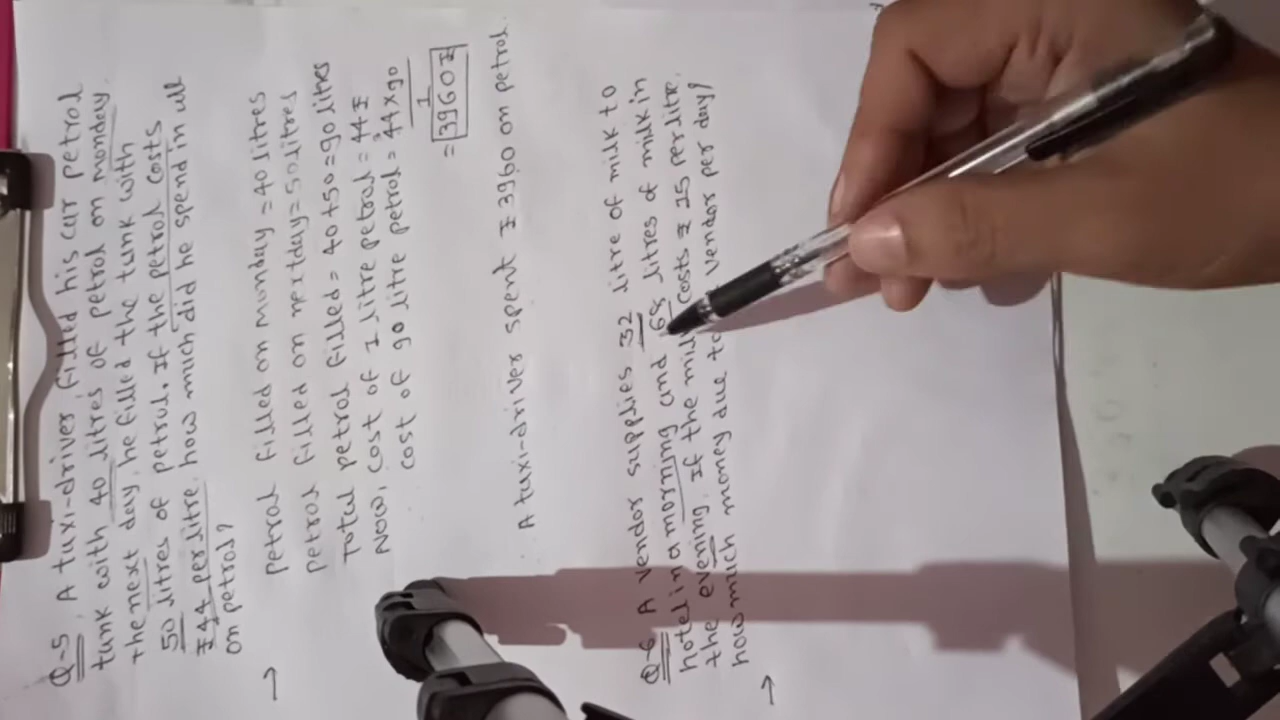 Q-5. A taxi-driver, filled his car petrol
tank with 40 litres of petrol on monday.
the next day, he filled the tank with
50 litres of petrol. If the petrol costs
₹44 per litre, how much did he spend in all
on petrol?
→ petrol filled on monday = 40 litres
petrol filled on nextday = 50 litres
Total petrol filled = 40 + 50 = 90 litres
Now, cost of 1 litre petrol = 44 ₹
cost of 90 litre petrol = 44 × 90
= 3960 ₹
A taxi-driver spent ₹ 3960 on petrol.
Q-6 A vendor supplies 32 litre of milk to
hotel in a morning and 68 litres of milk in
the evening. If the milk costs ₹ 15 per litre,
how much money due to vendor per day?
→